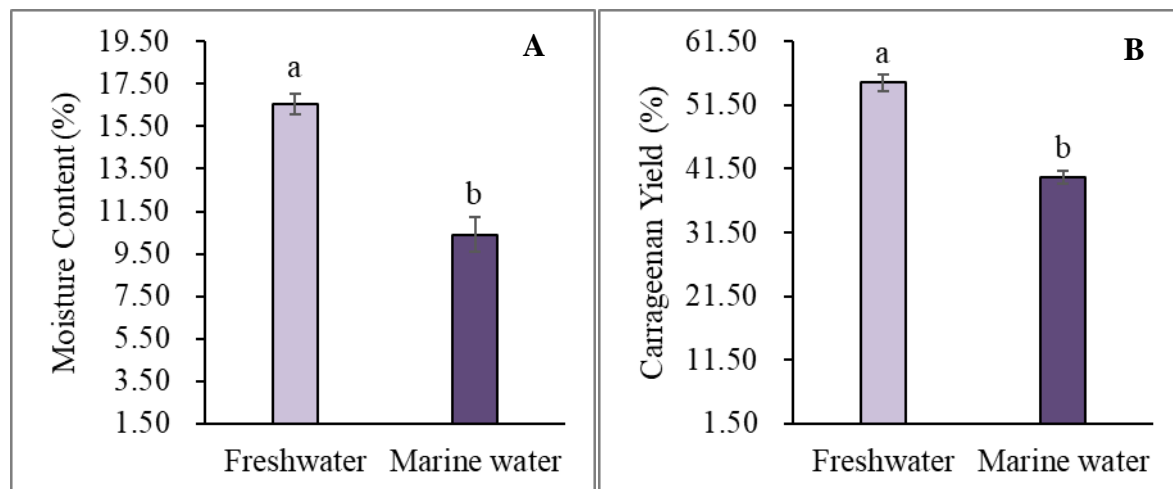 A
Moisture Content (%)
19.50
17.50
15.50
13.50
11.50
9.50
7.50
5.50
3.50
1.50
a
b
Freshwater Marine water
B
Carrageenan Yield (%)
61.50
51.50
41.50
31.50
21.50
11.50
1.50
a
b
Freshwater Marine water